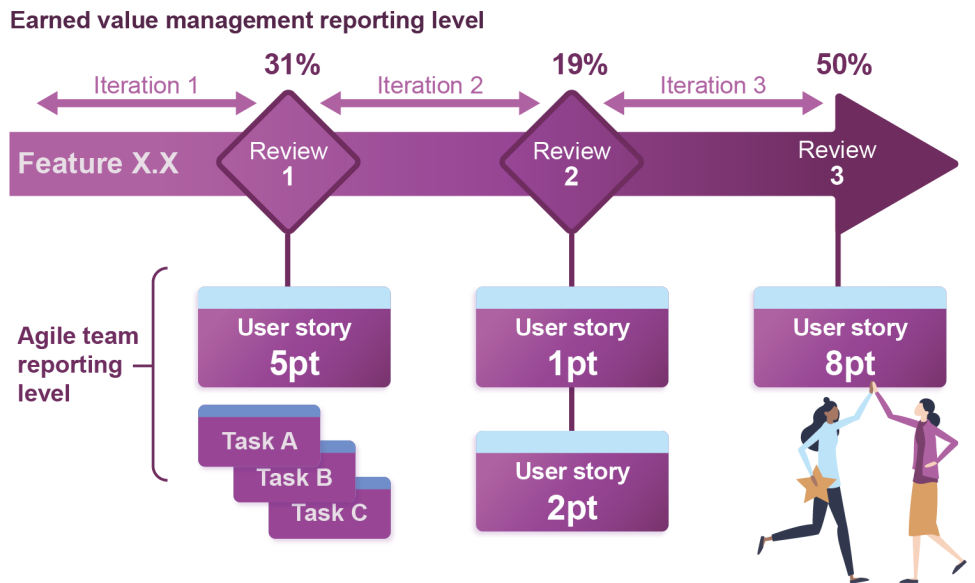 Earned value management reporting level
31%
19%
50%
Iteration 1
Iteration 2
Iteration 3
Feature X.X
Review
1
Review
2
Review
3
Agile team
reporting
level
User story
5pt
Task A
Task B
Task C
User story
1pt
User story
2pt
User story
8pt